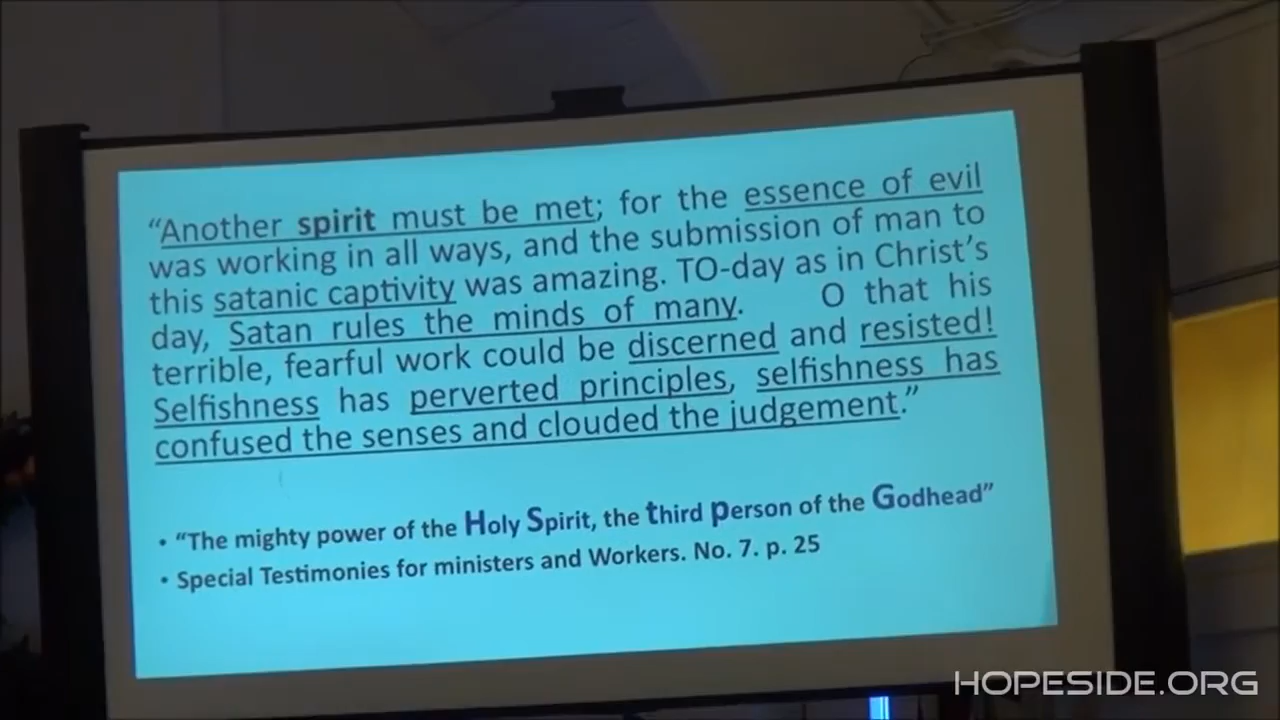 “Another spirit must be met; for the essence of evil
was working in all ways, and the submission of man to
this satanic captivity was amazing. TO-day as in Christ’s
day, Satan rules the minds of many. O that his
terrible, fearful work could be discerned and resisted!
Selfishness has perverted principles, selfishness has
confused the senses and clouded the judgement.”
• “The mighty power of the Holy Spirit, the third person of the Godhead”
• Special Testimonies for ministers and Workers. No. 7. p. 25
HOPESIDE.ORG